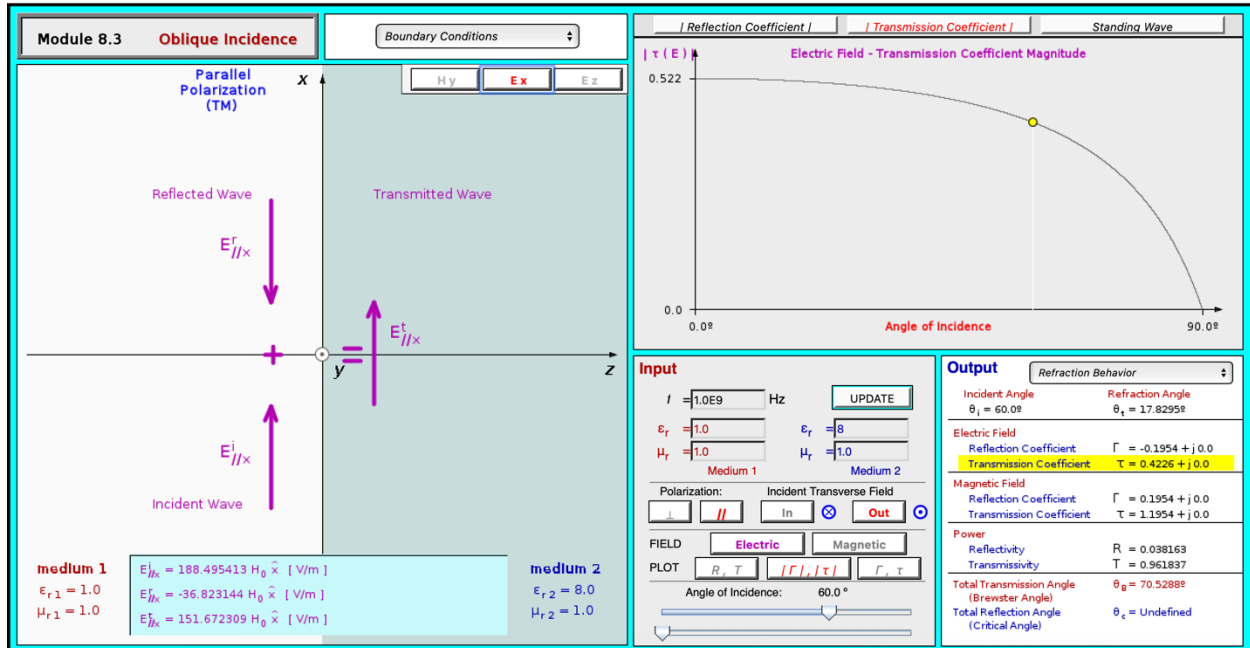 Module 8.3 Oblique Incidence
Boundary Conditions
| Reflection Coefficient |
| Transmission Coefficient |
Standing Wave
Parallel
Polarization
(TM)
x
H y
E x
E z
Reflected Wave
Transmitted Wave
E^r_//x
E^t_//x
+
=
y
z
E^i_//x
Incident Wave
medium 1
ε_r1 = 1.0
μ_r1 = 1.0
E^i_//x = 188.495413 H_0 x̂ [ V/m ]
E^r_//x = -36.823144 H_0 x̂ [ V/m ]
E^t_//x = 151.672309 H_0 x̂ [ V/m ]
medium 2
ε_r2 = 8.0
μ_r2 = 1.0
| τ ( E ) |
Electric Field - Transmission Coefficient Magnitude
0.522
0.0
0.0º
Angle of Incidence
90.0º
Input
f = 1.0E9 Hz
UPDATE
ε_r = 1.0
ε_r = 8
μ_r = 1.0
μ_r = 1.0
Medium 1
Medium 2
Polarization:
Incident Transverse Field
⊥
//
In
Out
FIELD
Electric
Magnetic
PLOT
R, T
|Γ|,|τ|
Γ, τ
Angle of Incidence: 60.0 °
Output
Refraction Behavior
Incident Angle Refraction Angle
θ_i = 60.0º θ_t = 17.8295º
Electric Field
Reflection Coefficient Γ = -0.1954 + j 0.0
Transmission Coefficient τ = 0.4226 + j 0.0
Magnetic Field
Reflection Coefficient Γ = 0.1954 + j 0.0
Transmission Coefficient τ = 1.1954 + j 0.0
Power
Reflectivity R = 0.038163
Transmissivity T = 0.961837
Total Transmission Angle θ_B = 70.5288º
(Brewster Angle)
Total Reflection Angle θ_c = Undefined
(Critical Angle)